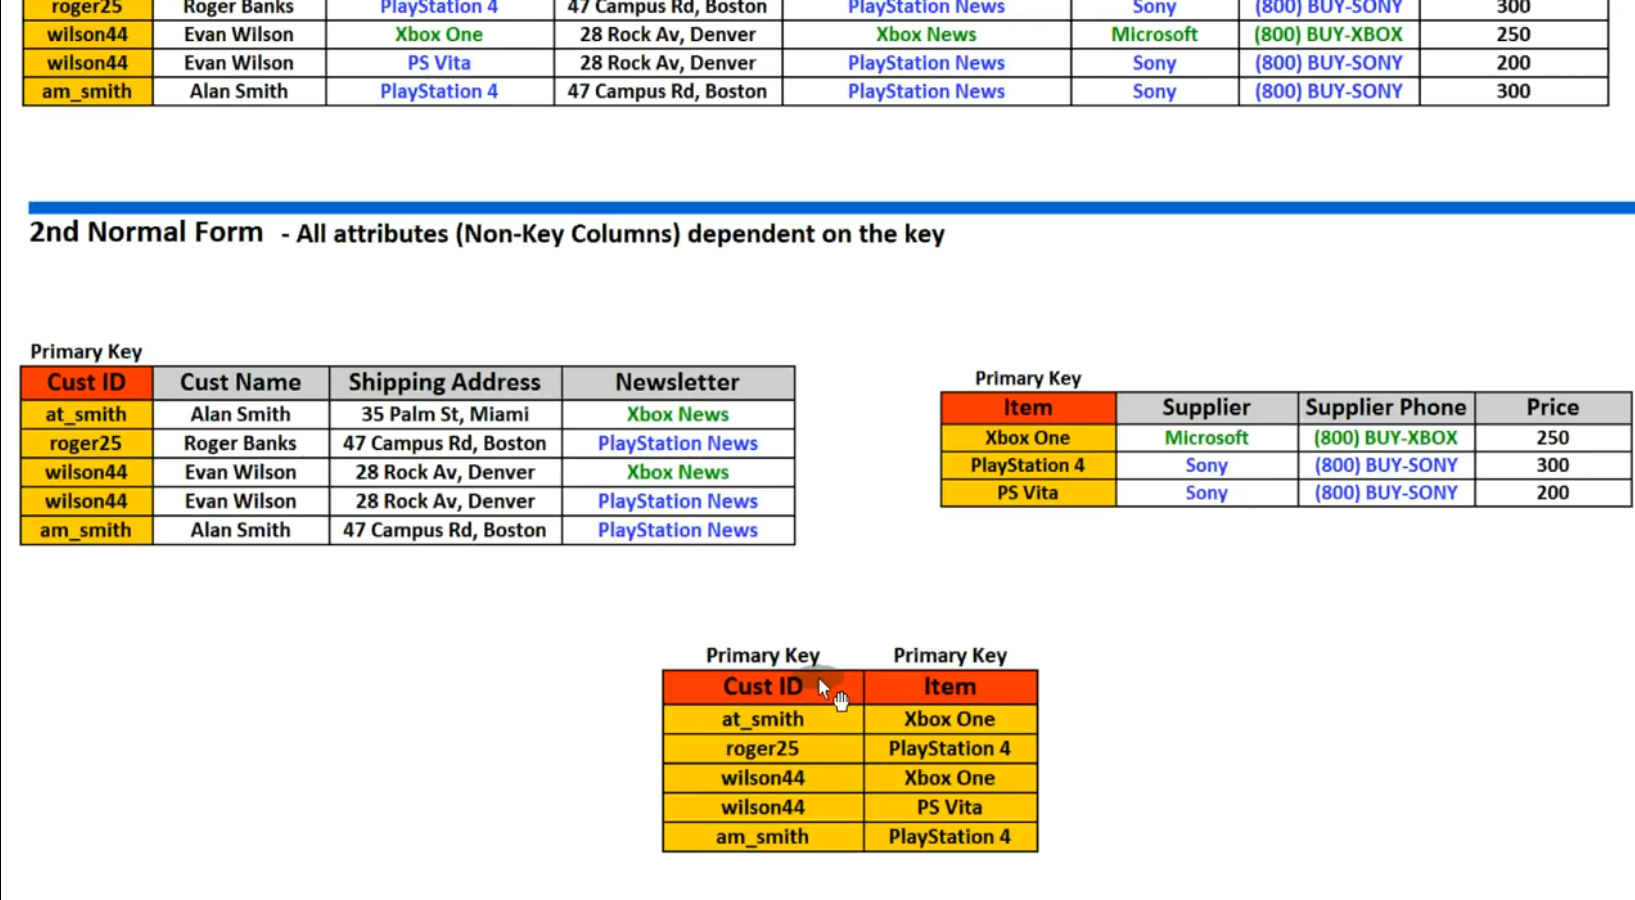 roger25 Roger Banks PlayStation 4 47 Campus Rd, Boston PlayStation News Sony (800) BUY-SONY 300
wilson44 Evan Wilson Xbox One 28 Rock Av, Denver Xbox News Microsoft (800) BUY-XBOX 250
wilson44 Evan Wilson PS Vita 28 Rock Av, Denver PlayStation News Sony (800) BUY-SONY 200
am_smith Alan Smith PlayStation 4 47 Campus Rd, Boston PlayStation News Sony (800) BUY-SONY 300
2nd Normal Form - All attributes (Non-Key Columns) dependent on the key
Primary Key
Cust ID Cust Name Shipping Address Newsletter
at_smith Alan Smith 35 Palm St, Miami Xbox News
roger25 Roger Banks 47 Campus Rd, Boston PlayStation News
wilson44 Evan Wilson 28 Rock Av, Denver Xbox News
wilson44 Evan Wilson 28 Rock Av, Denver PlayStation News
am_smith Alan Smith 47 Campus Rd, Boston PlayStation News
Primary Key
Item Supplier Supplier Phone Price
Xbox One Microsoft (800) BUY-XBOX 250
PlayStation 4 Sony (800) BUY-SONY 300
PS Vita Sony (800) BUY-SONY 200
Primary Key Primary Key
Cust ID Item
at_smith Xbox One
roger25 PlayStation 4
wilson44 Xbox One
wilson44 PS Vita
am_smith PlayStation 4